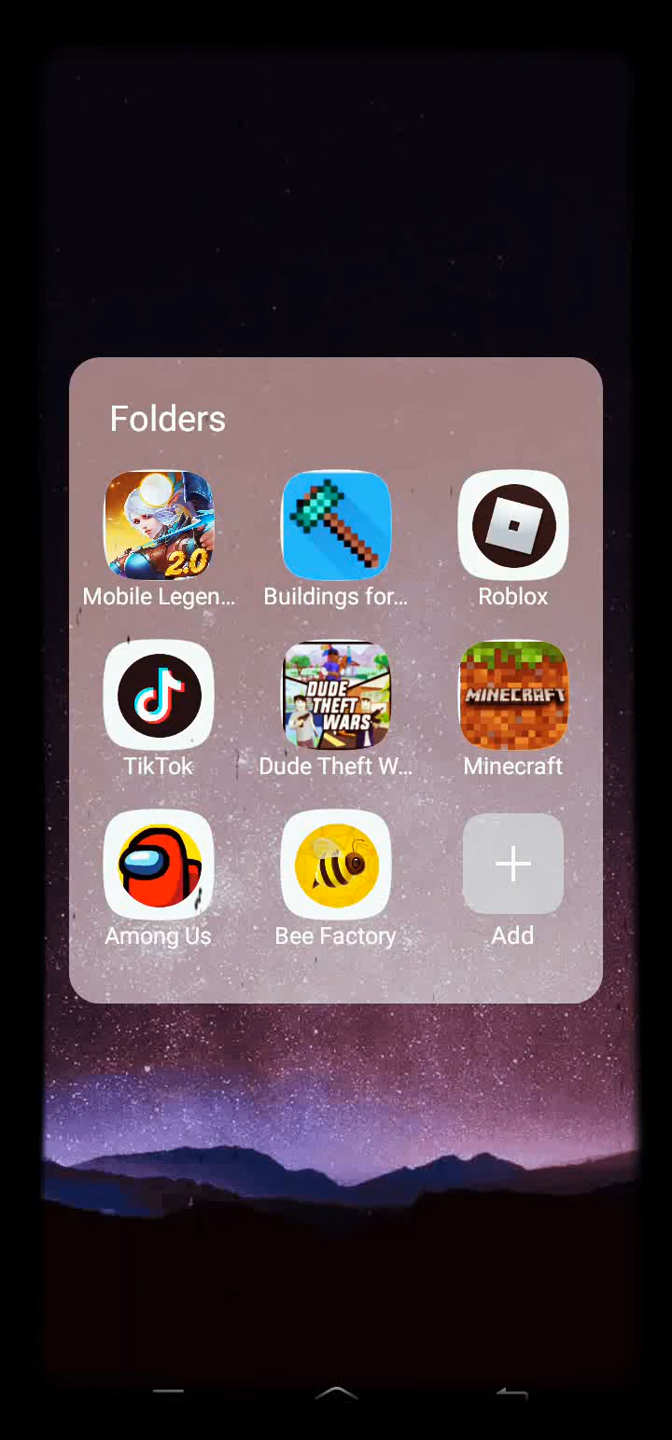 Folders
2.0
Mobile Legen...
Buildings for...
Roblox
TikTok
DUDE
THEFT
WARS
Dude Theft W...
MINECRAFT
Minecraft
Among Us
Bee Factory
Add